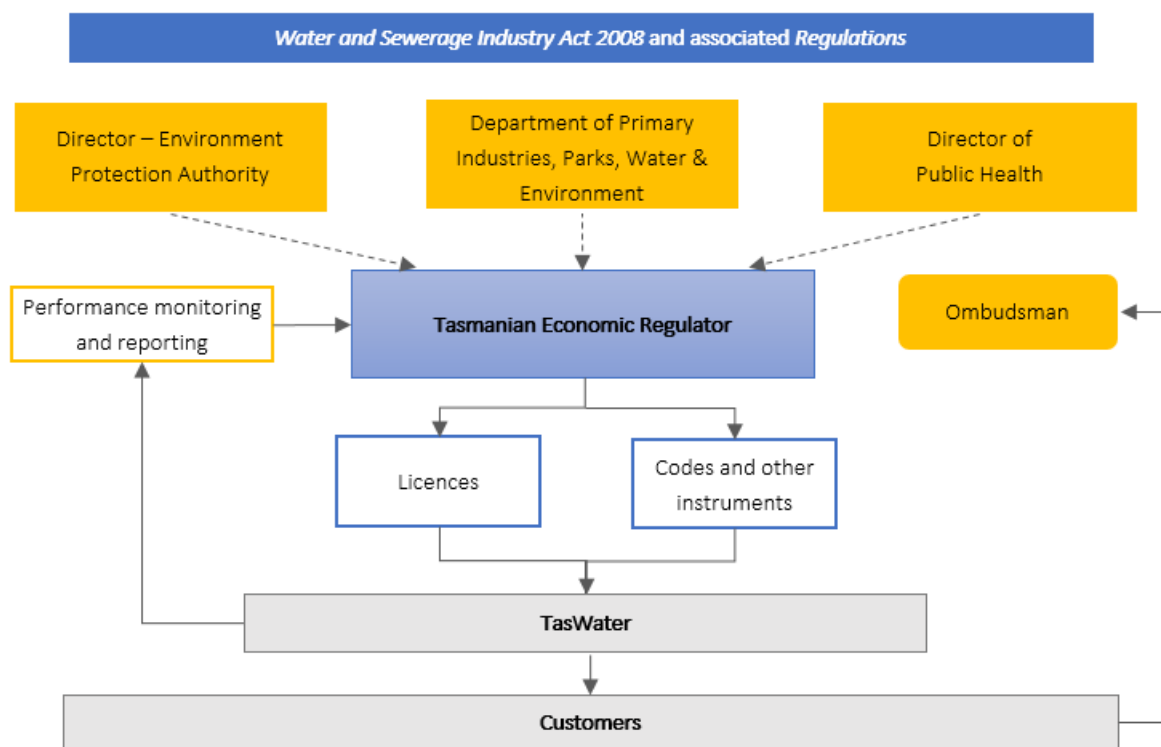 Water and Sewerage Industry Act 2008 and associated Regulations
Director – Environment
Protection Authority
Department of Primary
Industries, Parks, Water &
Environment
Director of
Public Health
Performance monitoring
and reporting
Tasmanian Economic Regulator
Ombudsman
Licences
Codes and other
instruments
TasWater
Customers